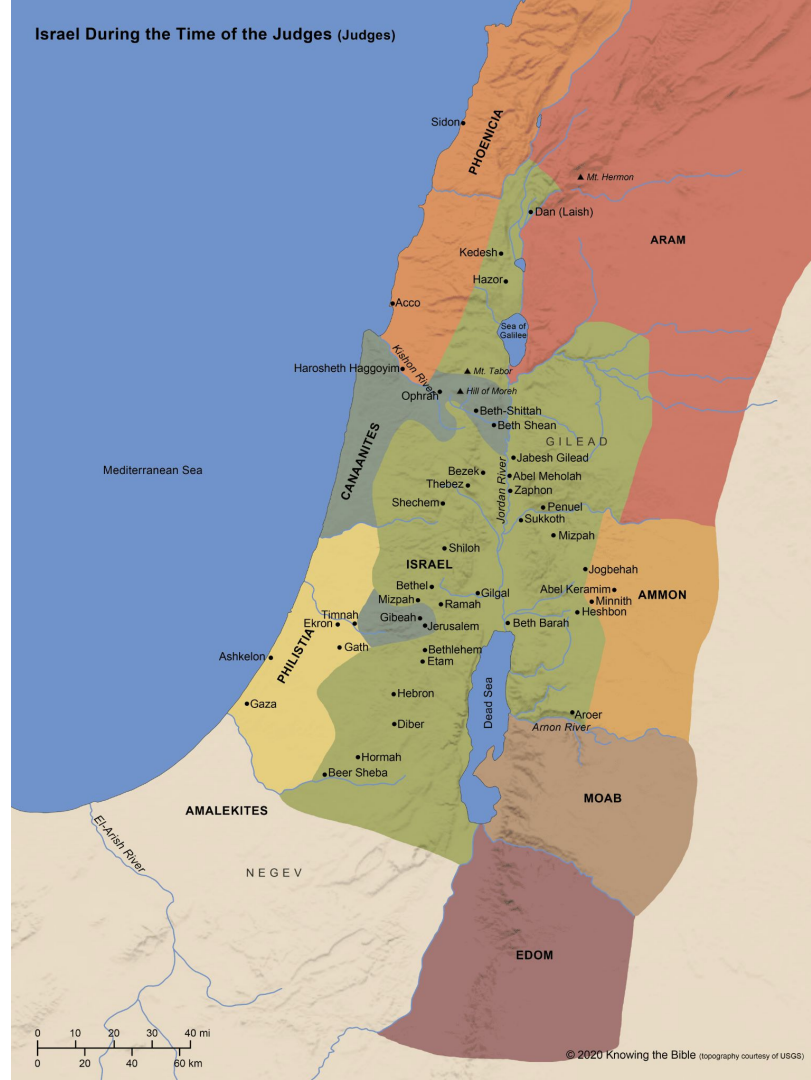 Israel During the Time of the Judges (Judges)
Sidon
PHOENICIA
Mt. Hermon
Dan (Laish)
ARAM
Kedesh
Hazor
Acco
Sea of
Galilee
Kishon River
Harosheth Haggoyim
Mt. Tabor
Ophrah
Hill of Moreh
Beth-Shittah
Beth Shean
GILEAD
CANAANITES
Mediterranean Sea
Jabesh Gilead
Bezek
Abel Meholah
Thebez
Zaphon
Jordan River
Shechem
Penuel
Sukkoth
Mizpah
Shiloh
ISRAEL
Jogbehah
Bethel
Gilgal
Abel Keramim
AMMON
Mizpah
Ramah
Minnith
Heshbon
Timnah
Gibeah
Ekron
Jerusalem
Beth Barah
PHILISTIA
Gath
Bethlehem
Ashkelon
Etam
Hebron
Dead Sea
Gaza
Aroer
Diber
Arnon River
Hormah
Beer Sheba
MOAB
AMALEKITES
El-Arish River
NEGEV
EDOM
0 10 20 30 40 mi
0 20 40 60 km
© 2020 Knowing the Bible (topography courtesy of USGS)